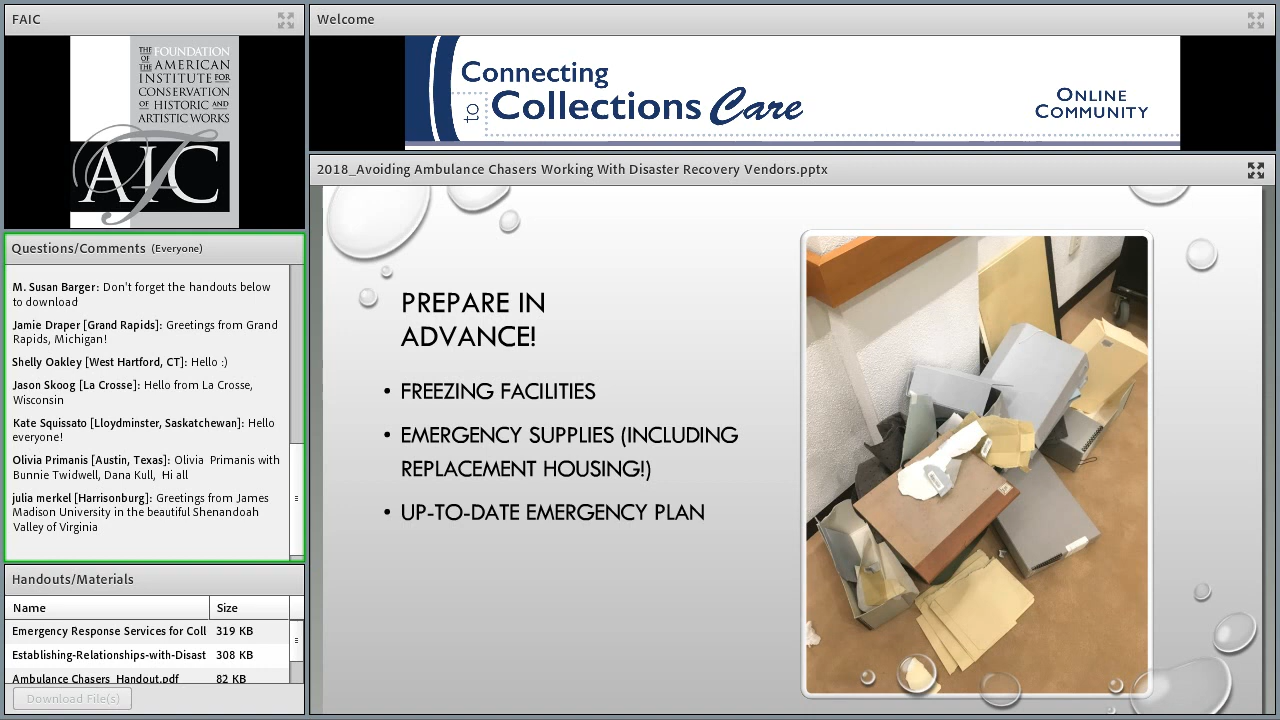 FAIC
THE FOUNDATION
OF THE AMERICAN
INSTITUTE FOR
CONSERVATION
OF HISTORIC AND
ARTISTIC WORKS
AIC
Questions/Comments (Everyone)
M. Susan Barger: Don't forget the handouts below
to download
Jamie Draper [Grand Rapids]: Greetings from Grand
Rapids, Michigan!
Shelly Oakley [West Hartford, CT]: Hello :)
Jason Skoog [La Crosse]: Hello from La Crosse,
Wisconsin
Kate Squissato [Lloydminster, Saskatchewan]: Hello
everyone!
Olivia Primanis [Austin, Texas]: Olivia Primanis with
Bunnie Twidwell, Dana Kull, Hi all
julia merkel [Harrisonburg]: Greetings from James
Madison University in the beautiful Shenandoah
Valley of Virginia
Handouts/Materials
Name Size
Emergency Response Services for Coll 319 KB
Establishing-Relationships-with-Disast 308 KB
Ambulance Chasers_Handout.pdf 82 KB
Download File(s)
Welcome
Connecting
to Collections Care
ONLINE
COMMUNITY
2018_Avoiding Ambulance Chasers Working With Disaster Recovery Vendors.pptx
PREPARE IN
ADVANCE!
• FREEZING FACILITIES
• EMERGENCY SUPPLIES (INCLUDING
REPLACEMENT HOUSING!)
• UP-TO-DATE EMERGENCY PLAN